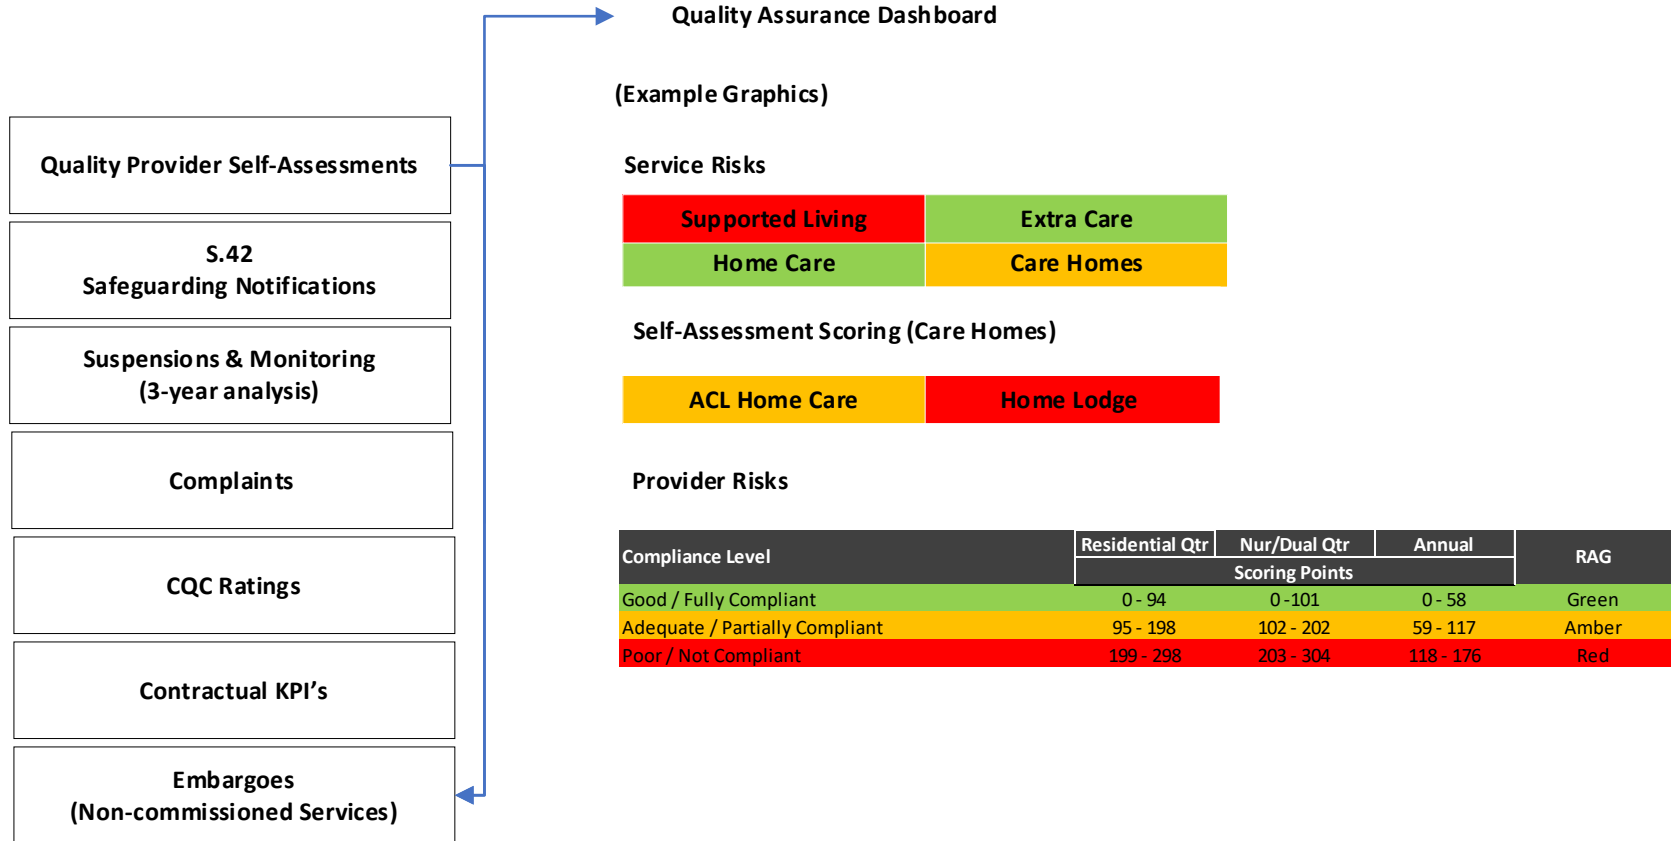 Quality Assurance Dashboard
(Example Graphics)
Quality Provider Self-Assessments
S.42
Safeguarding Notifications
Suspensions & Monitoring
(3-year analysis)
Complaints
CQC Ratings
Contractual KPI’s
Embargoes
(Non-commissioned Services)
Service Risks
Supported Living Extra Care
Home Care Care Homes
Self-Assessment Scoring (Care Homes)
ACL Home Care Home Lodge
Provider Risks
Compliance Level Residential Qtr Nur/Dual Qtr Annual RAG
Scoring Points
Good / Fully Compliant 0 - 94 0 -101 0 - 58 Green
Adequate / Partially Compliant 95 - 198 102 - 202 59 - 117 Amber
Poor / Not Compliant 199 - 298 203 - 304 118 - 176 Red